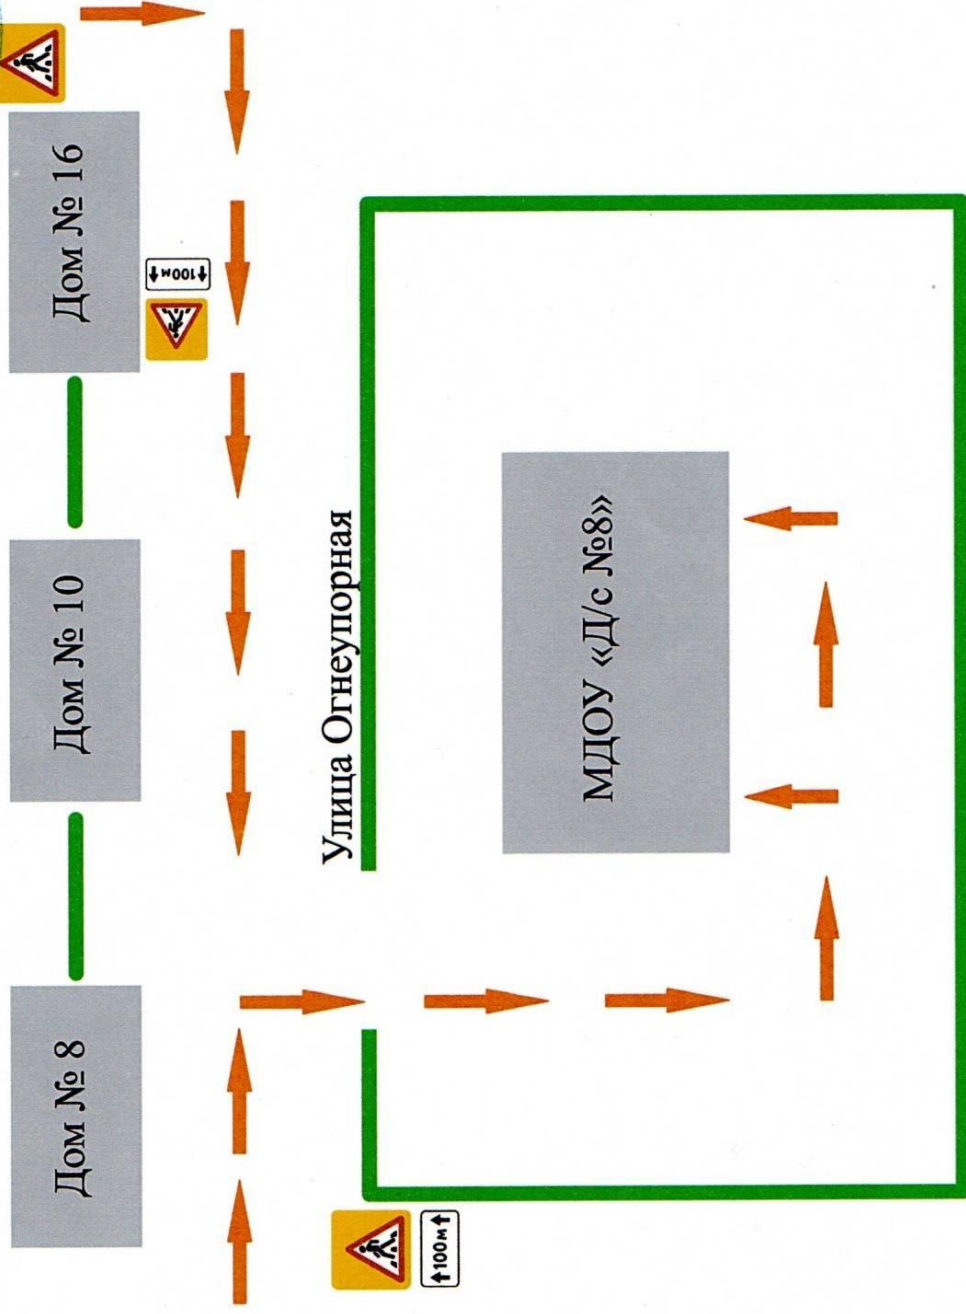 Дом № 8
Дом № 10
Дом № 16
100м
Улица Огнеупорная
100м
МДОУ «Д/с №8»